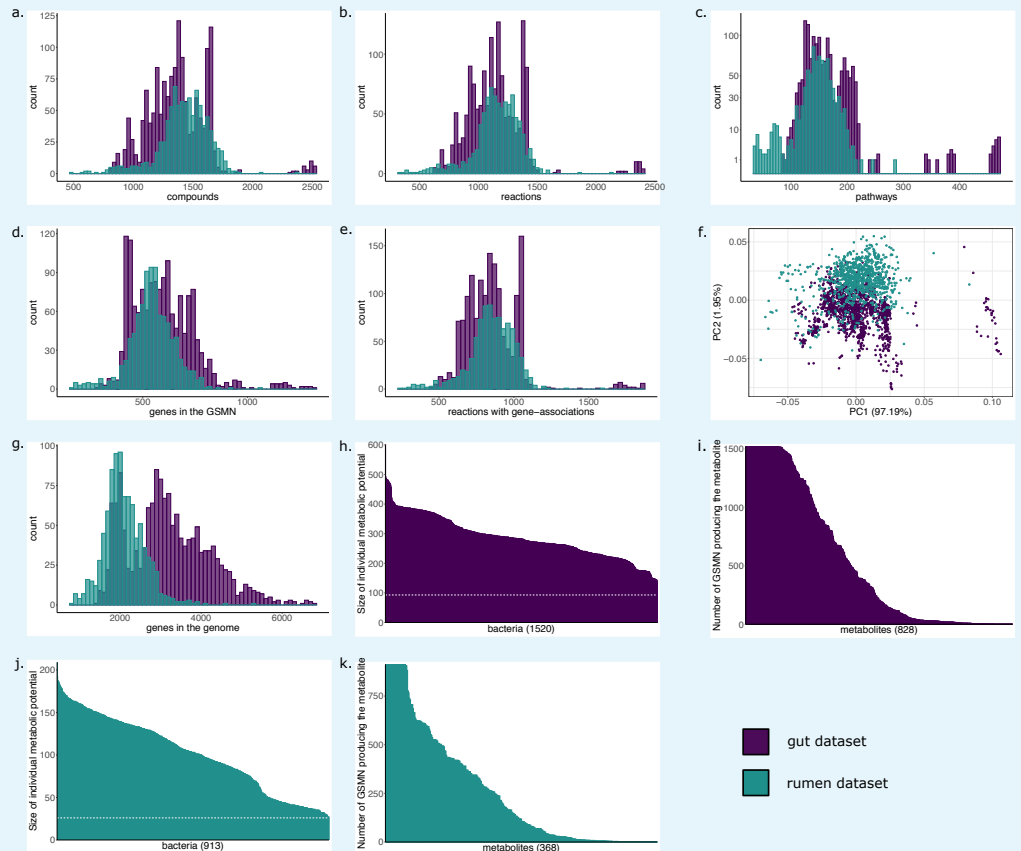 a.
125
100
75
50
25
0
count
500
1000
1500
2000
2500
compounds
b.
100
50
0
count
500
1000
1500
2000
2500
reactions
c.
100
50
30
10
1
count
100
200
300
400
pathways
d.
120
90
60
30
0
count
500
1000
genes in the GSMN
e.
150
100
50
0
count
500
1000
1500
reactions with gene−associations
f.
0.05
0.00
−0.05
PC2 (1.95%)
−0.05
0.00
0.05
0.10
PC1 (97.19%)
g.
100
75
50
25
0
count
2000
4000
6000
genes in the genome
h.
600
500
400
300
200
100
0
Size of individual metabolic potential
bacteria (1520)
i.
1500
1000
500
0
Number of GSMN producing the metabolite
metabolites (828)
j.
200
150
100
50
0
Size of individual metabolic potential
bacteria (913)
k.
750
500
250
0
Number of GSMN producing the metabolite
metabolites (368)
gut dataset
rumen dataset